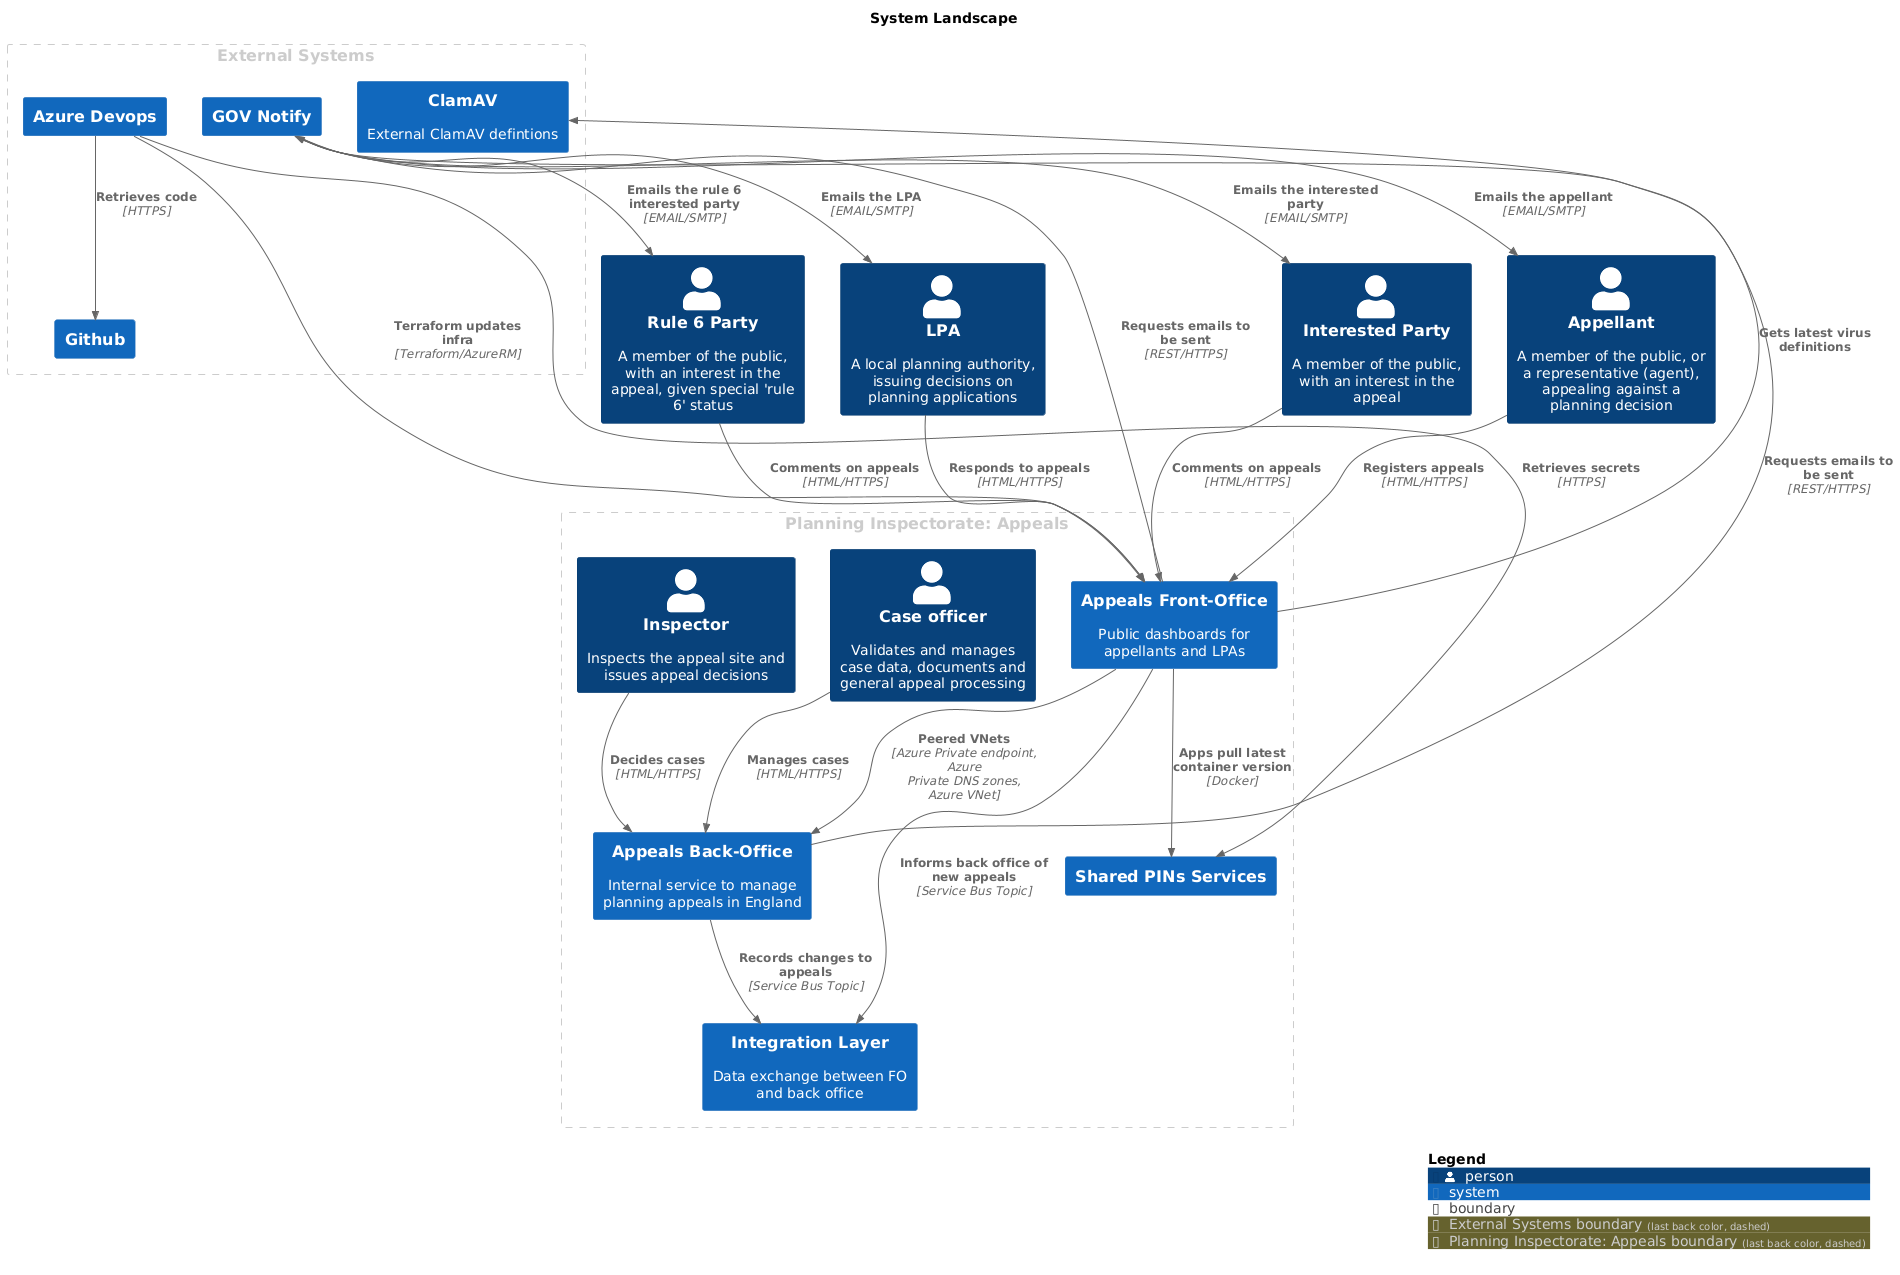 System Landscape
External Systems
Azure Devops
GOV Notify
ClamAV
External ClamAV defintions
Retrieves code
[HTTPS]
Emails the rule 6
interested party
[EMAIL/SMTP]
Emails the LPA
[EMAIL/SMTP]
Emails the interested
party
[EMAIL/SMTP]
Emails the appellant
[EMAIL/SMTP]
Github
Terraform updates
infra
[Terraform/AzureRM]
Rule 6 Party
A member of the public,
with an interest in the
appeal, given special 'rule
6' status
LPA
A local planning authority,
issuing decisions on
planning applications
Requests emails to
be sent
[REST/HTTPS]
Interested Party
A member of the public,
with an interest in the
appeal
Appellant
A member of the public, or
a representative (agent),
appealing against a
planning decision
Gets latest virus
definitions
Comments on appeals
[HTML/HTTPS]
Responds to appeals
[HTML/HTTPS]
Comments on appeals
[HTML/HTTPS]
Registers appeals
[HTML/HTTPS]
Retrieves secrets
[HTTPS]
Requests emails to
be sent
[REST/HTTPS]
Planning Inspectorate: Appeals
Inspector
Inspects the appeal site and
issues appeal decisions
Case officer
Validates and manages
case data, documents and
general appeal processing
Appeals Front-Office
Public dashboards for
appellants and LPAs
Decides cases
[HTML/HTTPS]
Manages cases
[HTML/HTTPS]
Peered VNets
[Azure Private endpoint,
Azure
Private DNS zones,
Azure VNet]
Apps pull latest
container version
[Docker]
Appeals Back-Office
Internal service to manage
planning appeals in England
Informs back office of
new appeals
[Service Bus Topic]
Shared PINs Services
Records changes to
appeals
[Service Bus Topic]
Integration Layer
Data exchange between FO
and back office
Legend
person
system
boundary
External Systems boundary (last back color, dashed)
Planning Inspectorate: Appeals boundary (last back color, dashed)